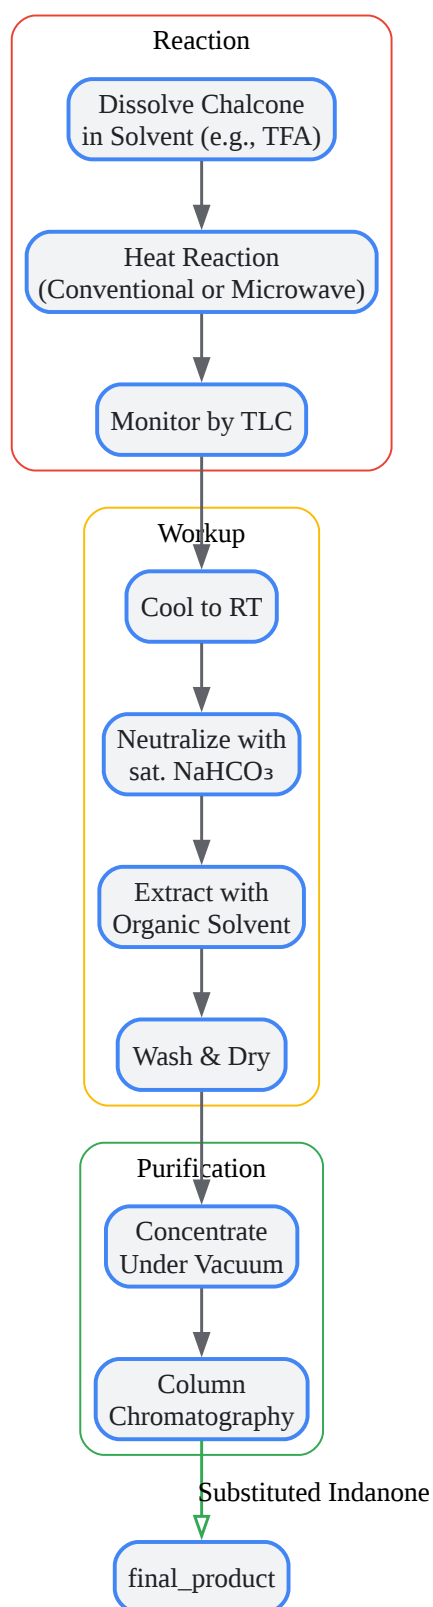 Reaction
Dissolve Chalcone
in Solvent (e.g., TFA)
Heat Reaction
(Conventional or Microwave)
Monitor by TLC
Workup
Cool to RT
Neutralize with
sat. NaHCO₃
Extract with
Organic Solvent
Wash & Dry
Purification
Concentrate
Under Vacuum
Column
Chromatography
Substituted Indanone
final_product